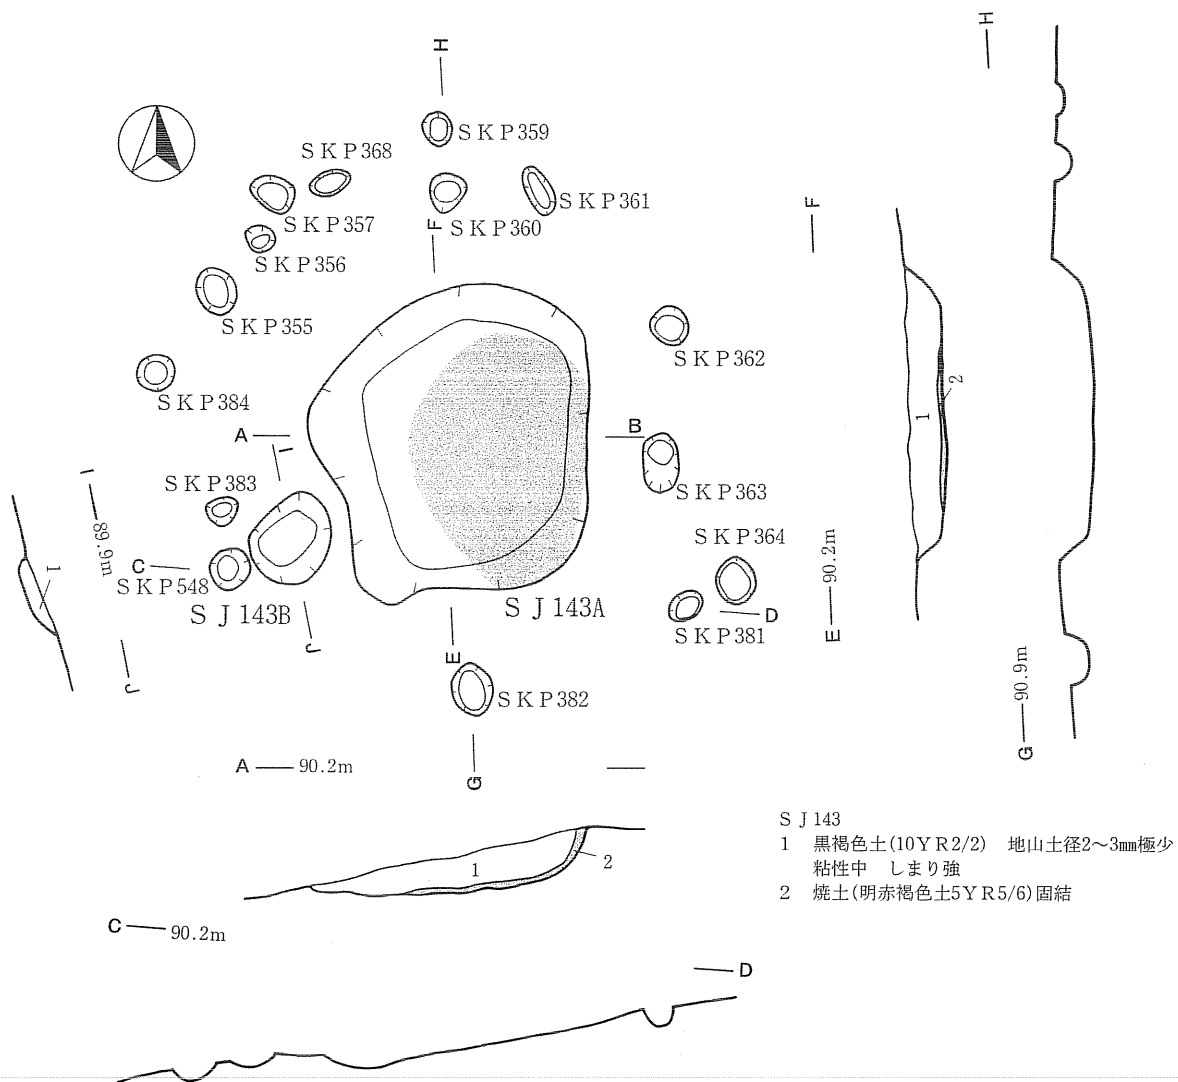 H
H
S K P 359
S K P 368
S K P 361
F
S K P 357
F
S K P 360
S K P 356
S K P 355
S K P 362
S K P 384
2
1
A
B
I
I
S K P 383
S K P 363
89.9m
S K P 364
1
C
S K P 548
90.2m
S J 143B
S J 143A
D
S K P 381
E
J
E
J
90.9m
S K P 382
G
A 90.2m
G
S J 143
1 黒褐色土(10Y R 2/2) 地山土径2～3㎜極少
粘性中 しまり強
2 焼土(明赤褐色土5Y R 5/6)固結
1
2
C 90.2m
D